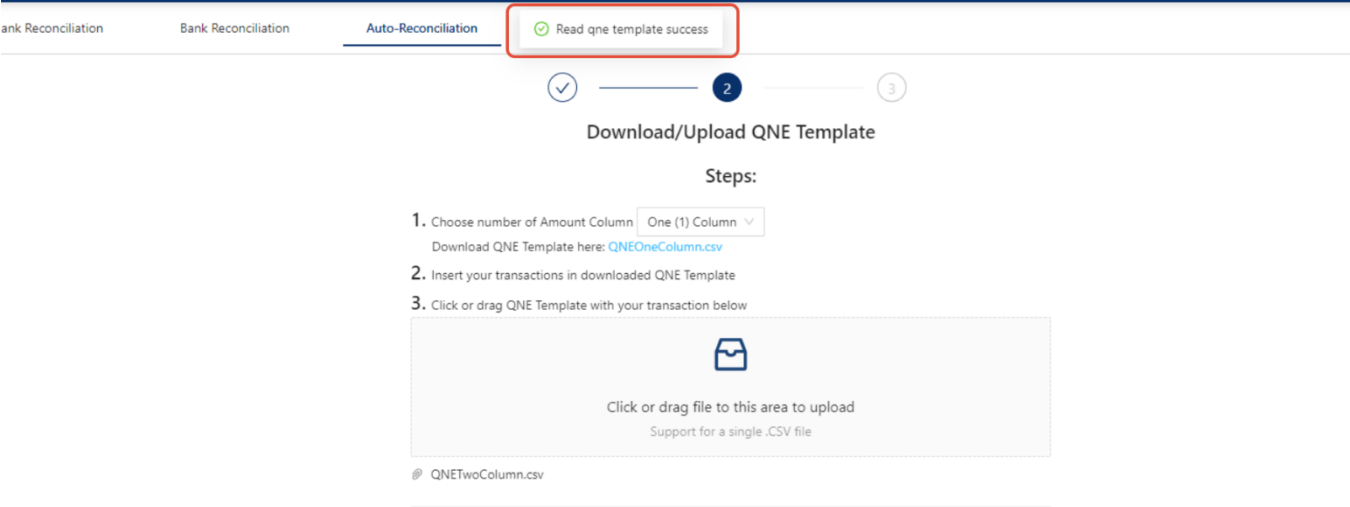 ank Reconciliation
Bank Reconciliation
Auto-Reconciliation
Read qne template success
2
3
Download/Upload QNE Template
Steps:
1. Choose number of Amount Column One (1) Column
Download QNE Template here: QNEOneColumn.csv
2. Insert your transactions in downloaded QNE Template
3. Click or drag QNE Template with your transaction below
Click or drag file to this area to upload
Support for a single .CSV file
QNETwoColumn.csv